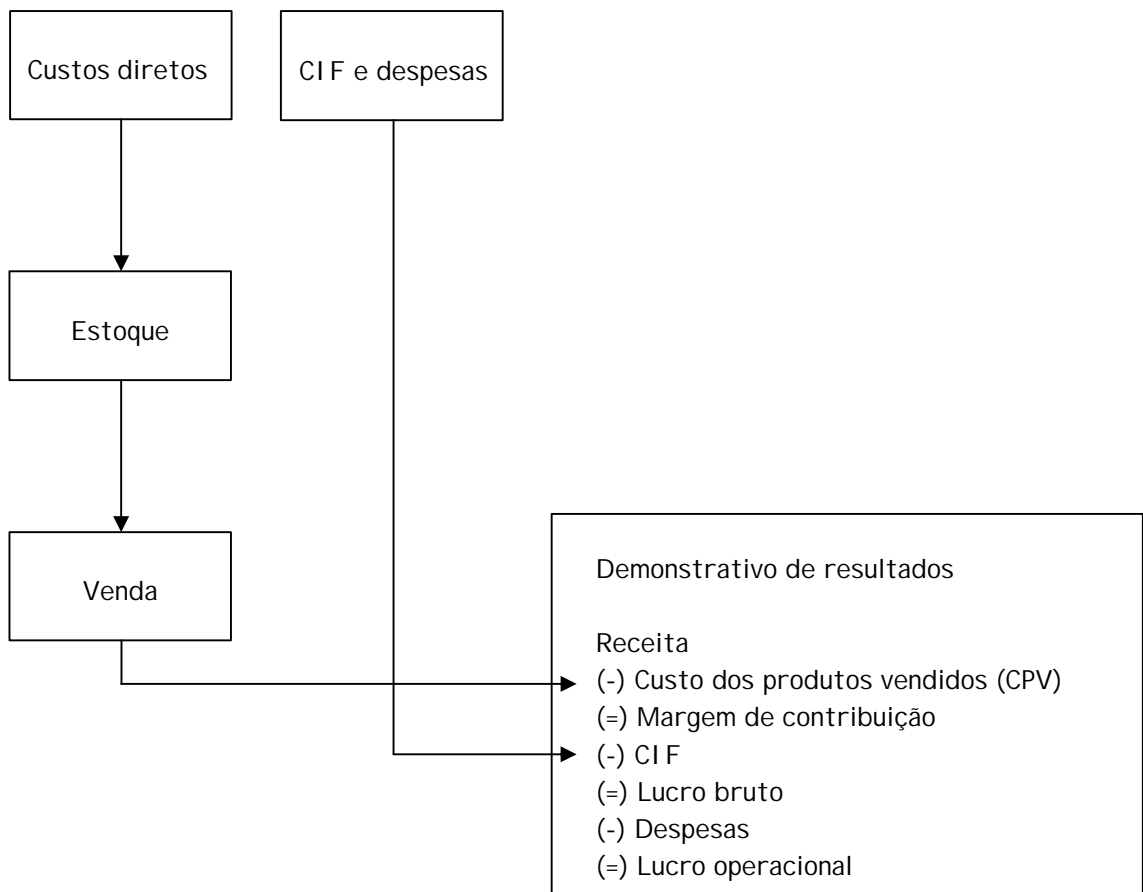 Custos diretos
CIF e despesas
Estoque
Venda
Demonstrativo de resultados
Receita
(-) Custo dos produtos vendidos (CPV)
(=) Margem de contribuição
(-) CIF
(=) Lucro bruto
(-) Despesas
(=) Lucro operacional